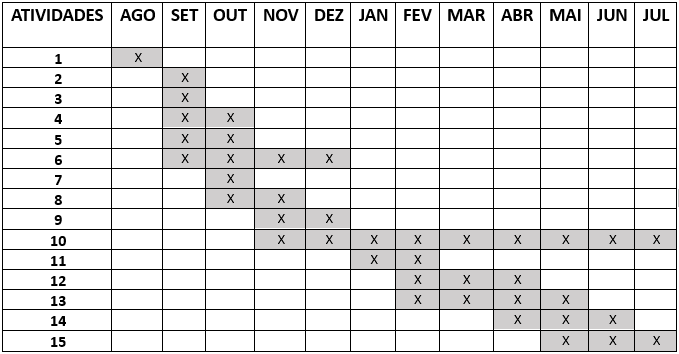 ATIVIDADES AGO SET OUT NOV DEZ JAN FEV MAR ABR MAI JUN JUL
1 X
2 X
3 X
4 X X
5 X X
6 X X X X
7 X
8 X X
9 X X
10 X X X X X X X X X
11 X X
12 X X X
13 X X X X
14 X X X
15 X X X